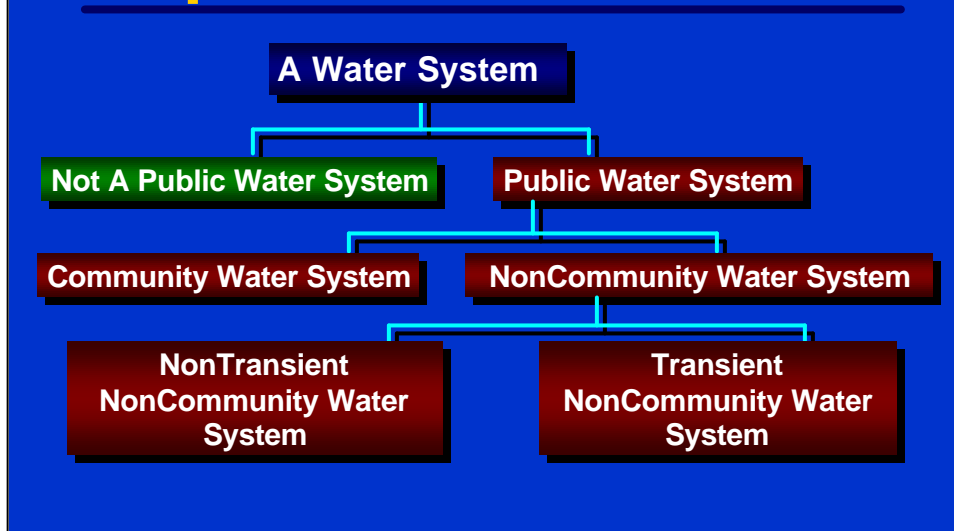 A Water System
Not A Public Water System
Public Water System
Community Water System
NonCommunity Water System
NonTransient
NonCommunity Water
System
Transient
NonCommunity Water
System